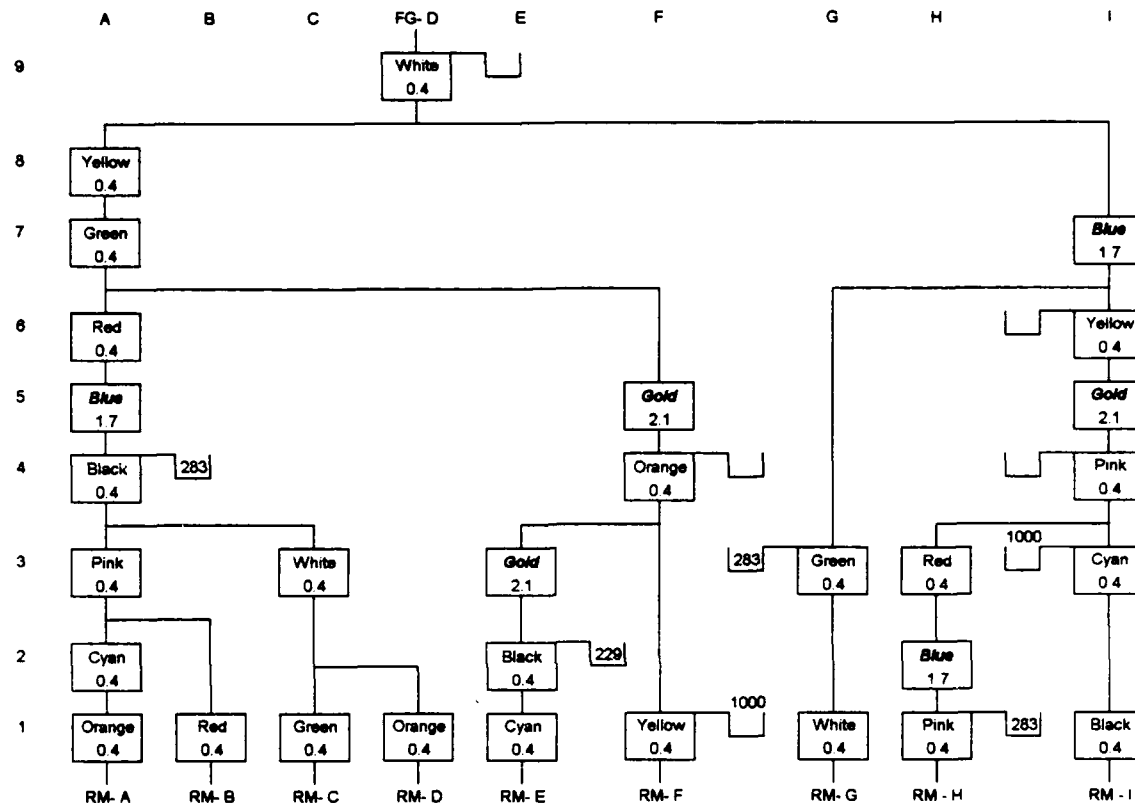 A B C FG- D E F G H I
9 White
0.4
8 Yellow
0.4
7 Green Blue
0.4 1.7
6 Red Yellow
0.4 0.4
5 Blue Gold Gold
1.7 2.1 2.1
4 Black 283 Orange Pink
0.4 0.4 0.4
1000
3 Pink White Gold 283 Green Red Cyan
0.4 0.4 2.1 0.4 0.4 0.4
2 Cyan Black 229 Blue
0.4 0.4 1.7
1000
1 Orange Red Green Orange Cyan Yellow White Pink 283 Black
0.4 0.4 0.4 0.4 0.4 0.4 0.4 0.4 0.4
RM- A RM- B RM- C RM- D RM- E RM- F RM- G RM- H RM - I